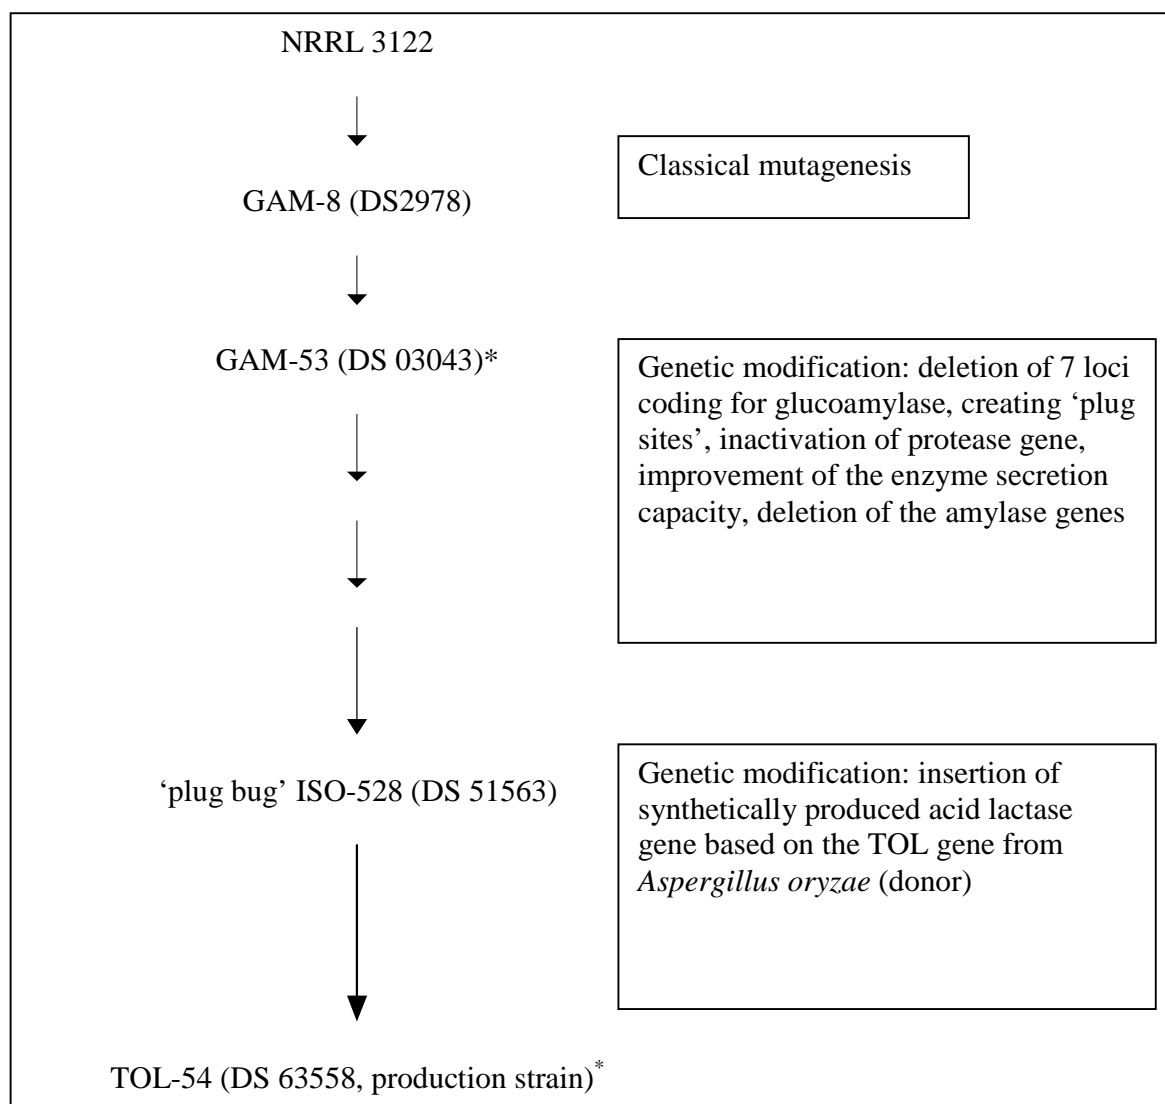 NRRL 3122
Classical mutagenesis
GAM-8 (DS2978)
GAM-53 (DS 03043)*
Genetic modification: deletion of 7 loci
coding for glucoamylase, creating ‘plug
sites’, inactivation of protease gene,
improvement of the enzyme secretion
capacity, deletion of the amylase genes
‘plug bug’ ISO-528 (DS 51563)
Genetic modification: insertion of
synthetically produced acid lactase
gene based on the TOL gene from
Aspergillus oryzae (donor)
TOL-54 (DS 63558, production strain)*